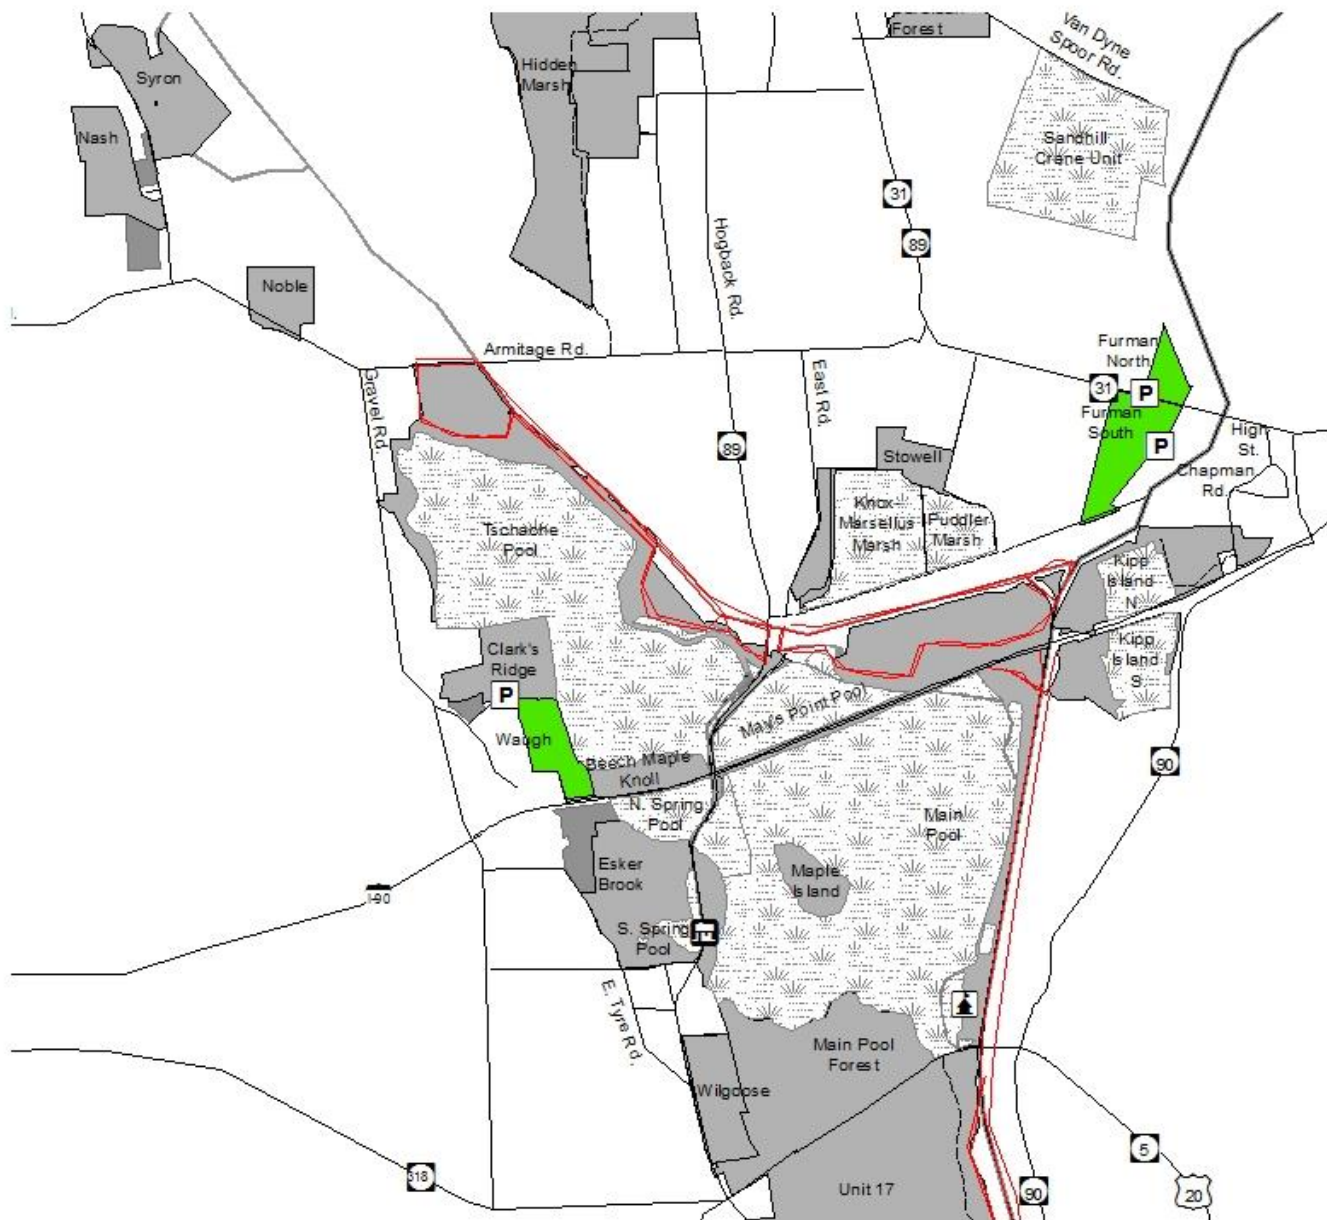 Van Dyne
Spoor Rd.
Forest
Hidden
Marsh
Syron
Nash
Sandhill
Crane Unit
31
89
Hogback Rd.
Noble
Armitage Rd.
Furman
North
31
P
Furman
South
P
High
St.
Chapman
Rd.
Gravel Rd.
East Rd.
89
Stowell
Knox-
Marsellus
Marsh
Puddler
Marsh
Tschache
Pool
Kipp
Island
N
Kipp
Island
S
Clark's
Ridge
P
May's Point Pool
Waugh
Beech Maple
Knoll
90
N. Spring
Pool
Main
Pool
Esker
Brook
Maple
Island
I-90
S. Spring
Pool
E. Tyre Rd.
Main Pool
Forest
Wilgoose
5
318
Unit 17
90
20